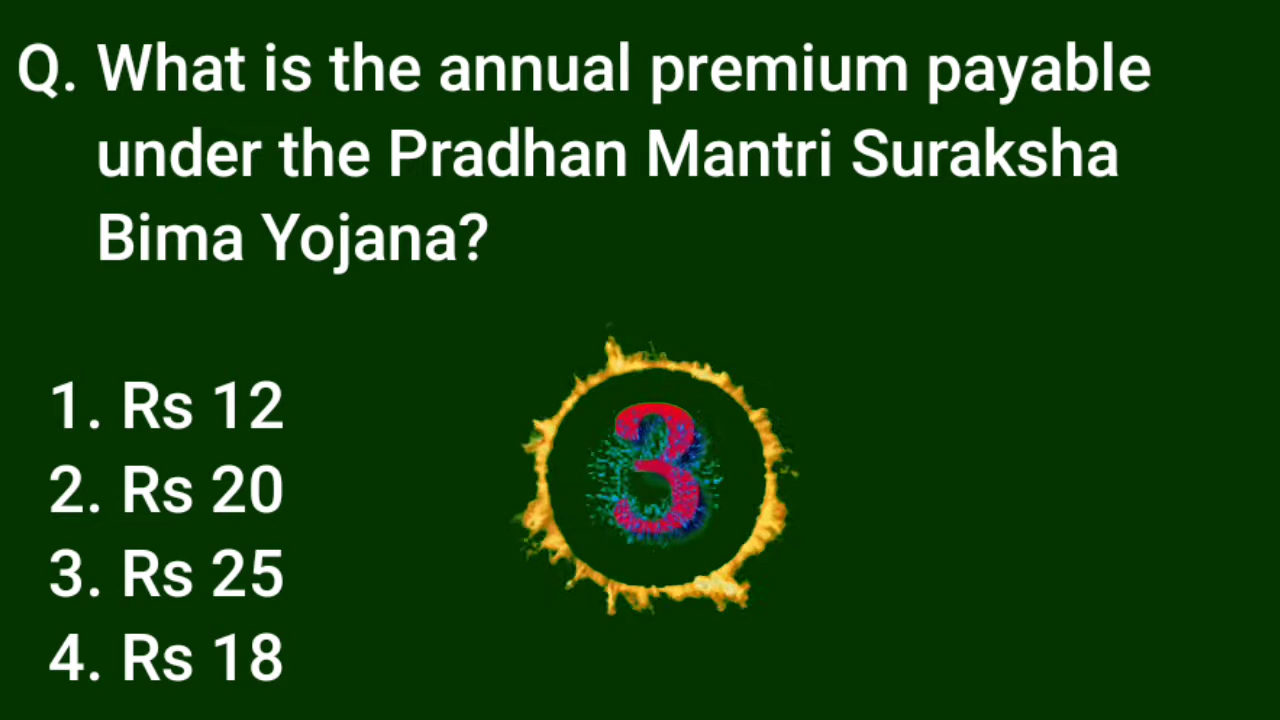 Q. What is the annual premium payable
under the Pradhan Mantri Suraksha
Bima Yojana?
1. Rs 12
2. Rs 20
3. Rs 25
4. Rs 18
3